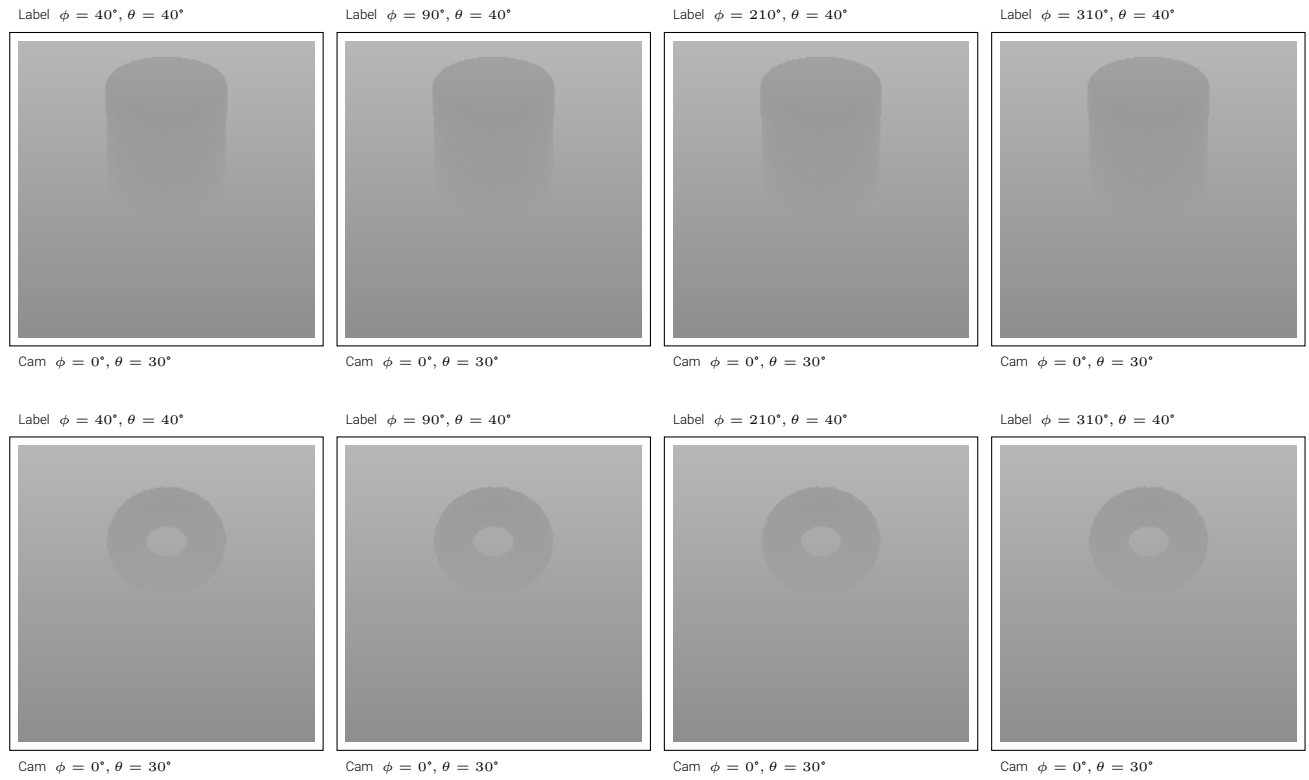 Label ϕ = 40°, θ = 40° Label ϕ = 90°, θ = 40° Label ϕ = 210°, θ = 40° Label ϕ = 310°, θ = 40°
Cam ϕ = 0°, θ = 30° Cam ϕ = 0°, θ = 30° Cam ϕ = 0°, θ = 30° Cam ϕ = 0°, θ = 30°
Label ϕ = 40°, θ = 40° Label ϕ = 90°, θ = 40° Label ϕ = 210°, θ = 40° Label ϕ = 310°, θ = 40°
Cam ϕ = 0°, θ = 30° Cam ϕ = 0°, θ = 30° Cam ϕ = 0°, θ = 30° Cam ϕ = 0°, θ = 30°